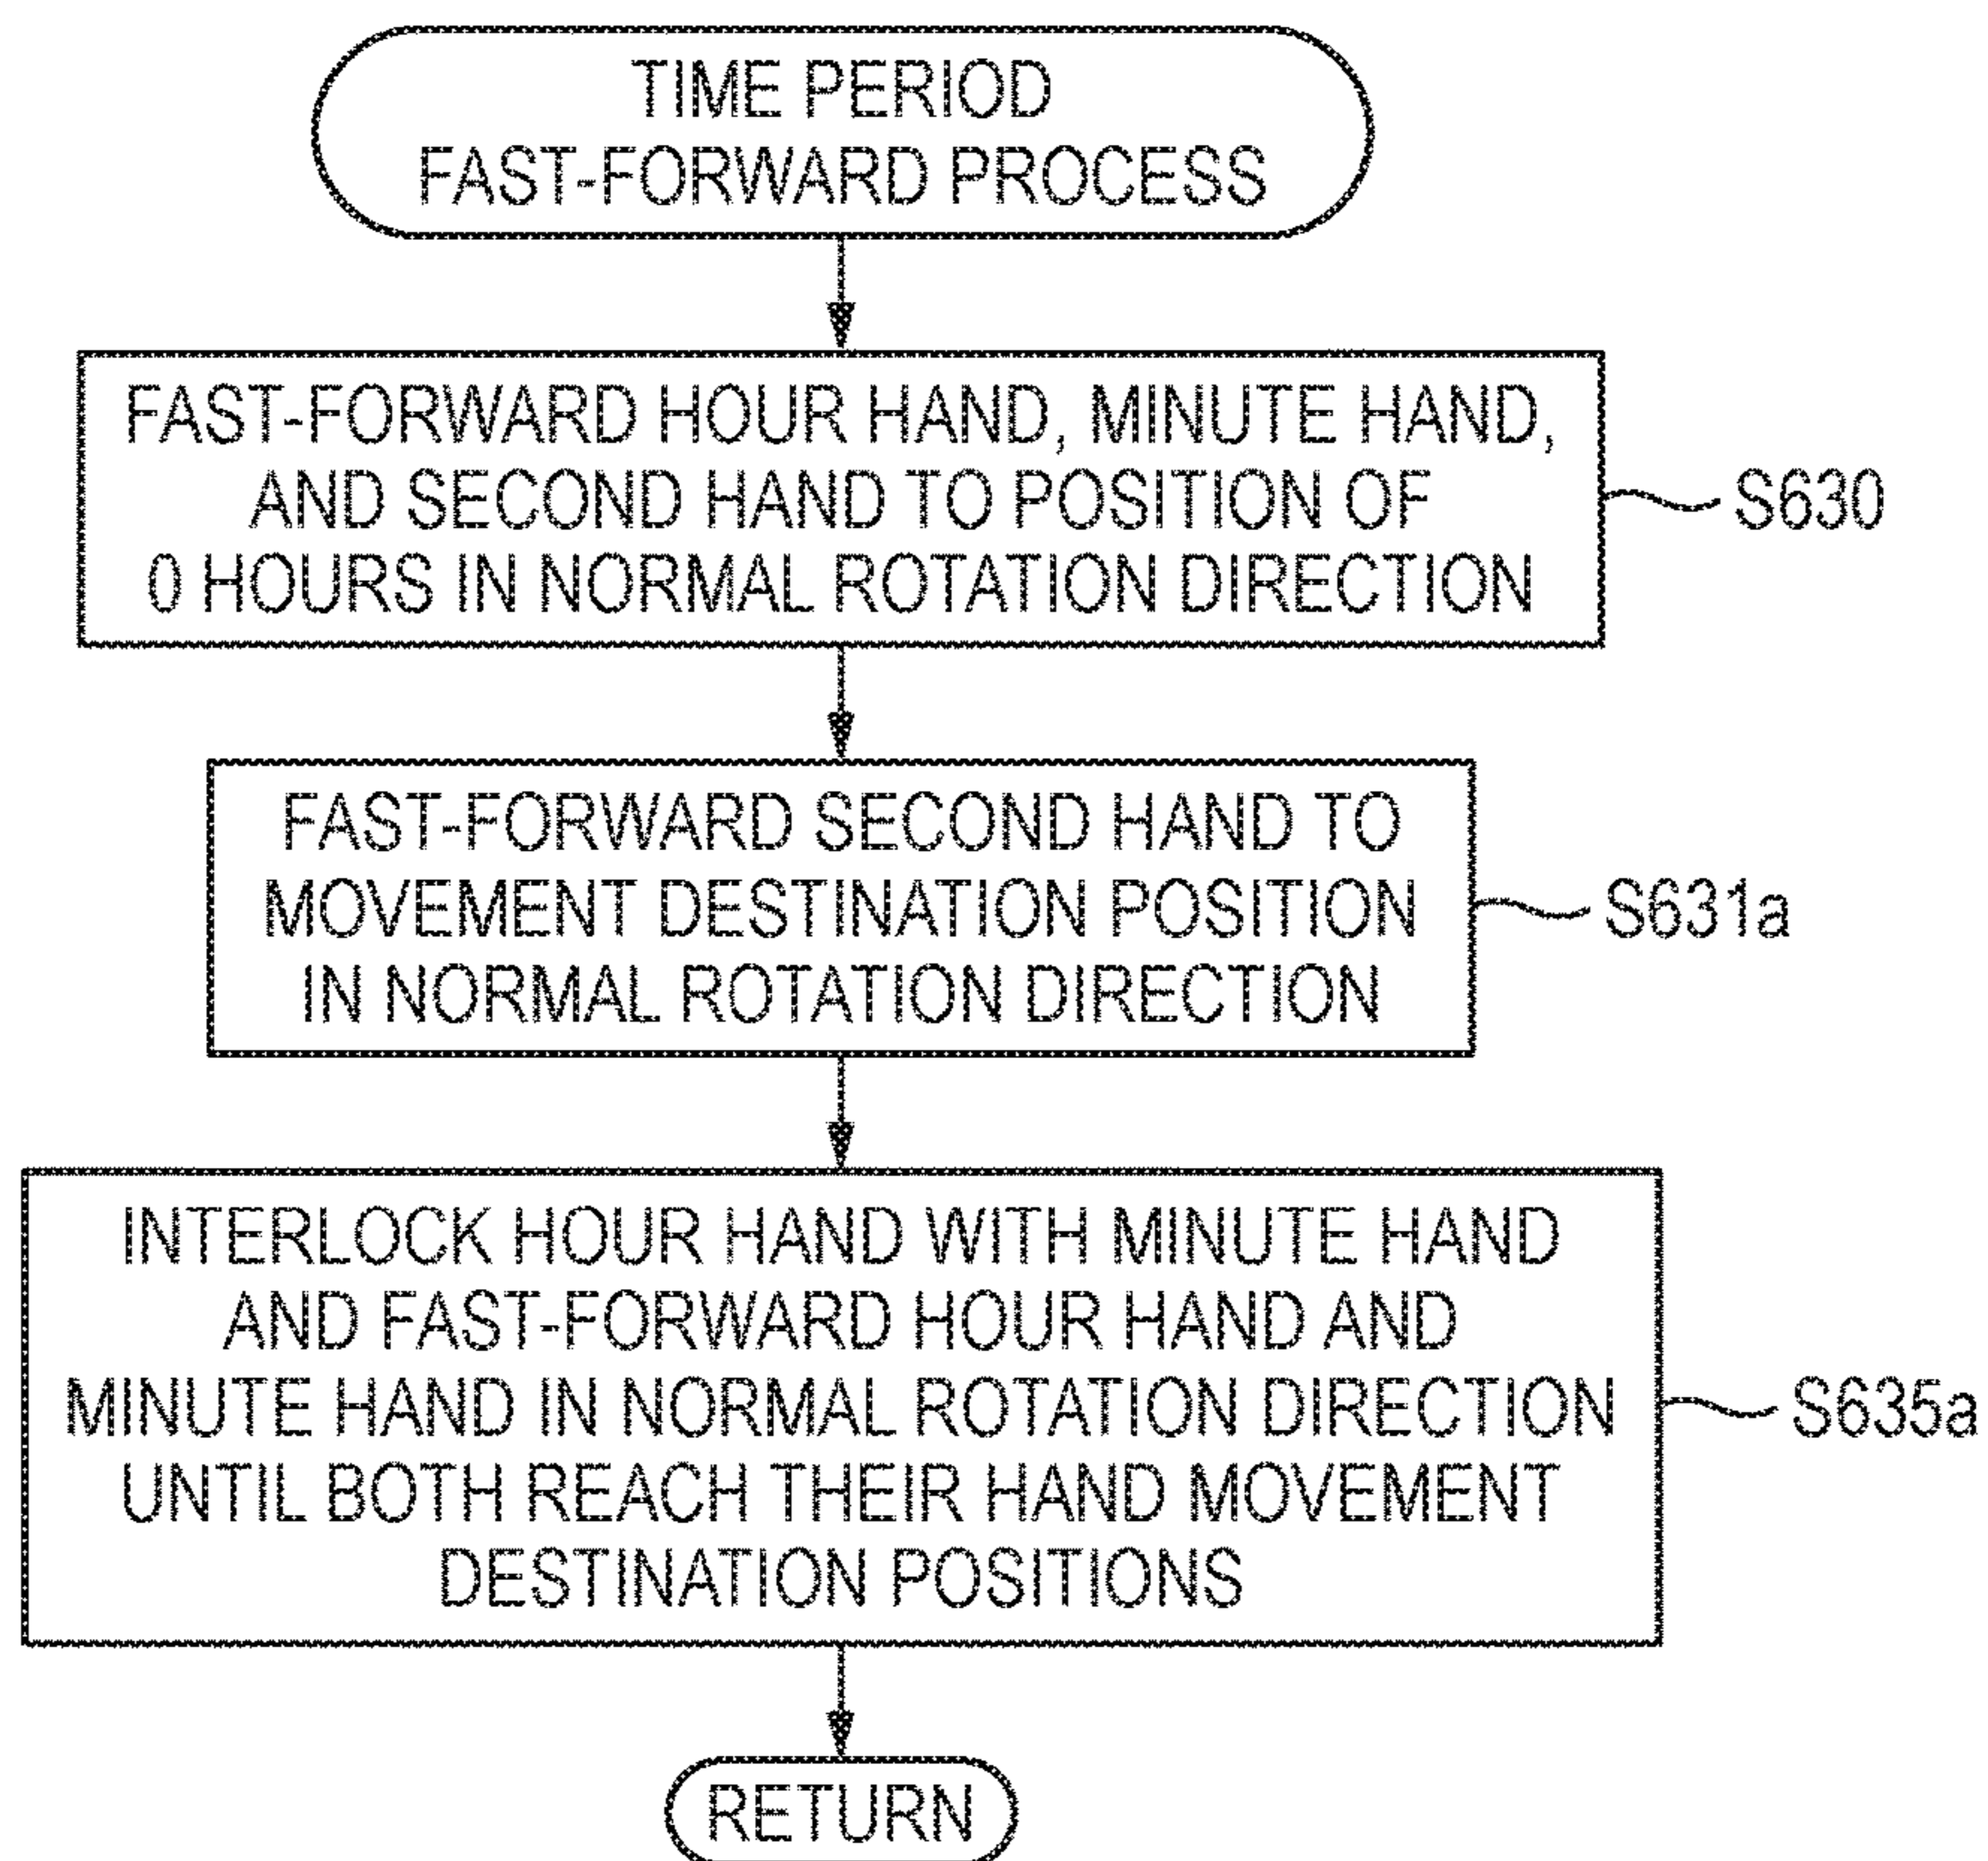 TIME PERIOD
FAST-FORWARD PROCESS
FAST-FORWARD HOUR HAND, MINUTE HAND,
AND SECOND HAND TO POSITION OF
0 HOURS IN NORMAL ROTATION DIRECTION
S630
FAST-FORWARD SECOND HAND TO
MOVEMENT DESTINATION POSITION
IN NORMAL ROTATION DIRECTION
S631a
INTERLOCK HOUR HAND WITH MINUTE HAND
AND FAST-FORWARD HOUR HAND AND
MINUTE HAND IN NORMAL ROTATION DIRECTION
UNTIL BOTH REACH THEIR HAND MOVEMENT
DESTINATION POSITIONS
S635a
RETURN